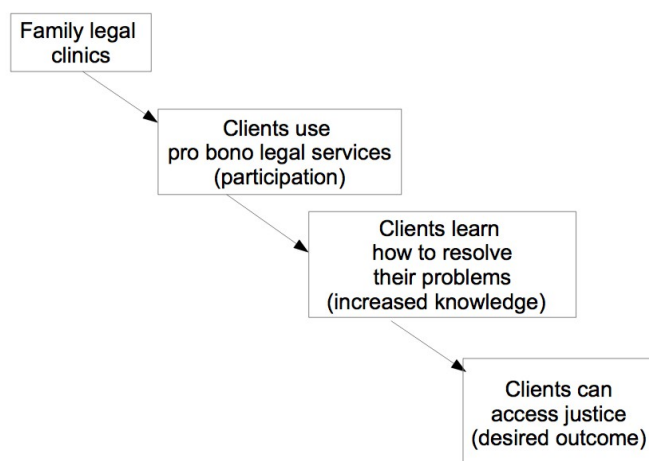 Family legal
clinics
Clients use
pro bono legal services
(participation)
Clients learn
how to resolve
their problems
(increased knowledge)
Clients can
access justice
(desired outcome)